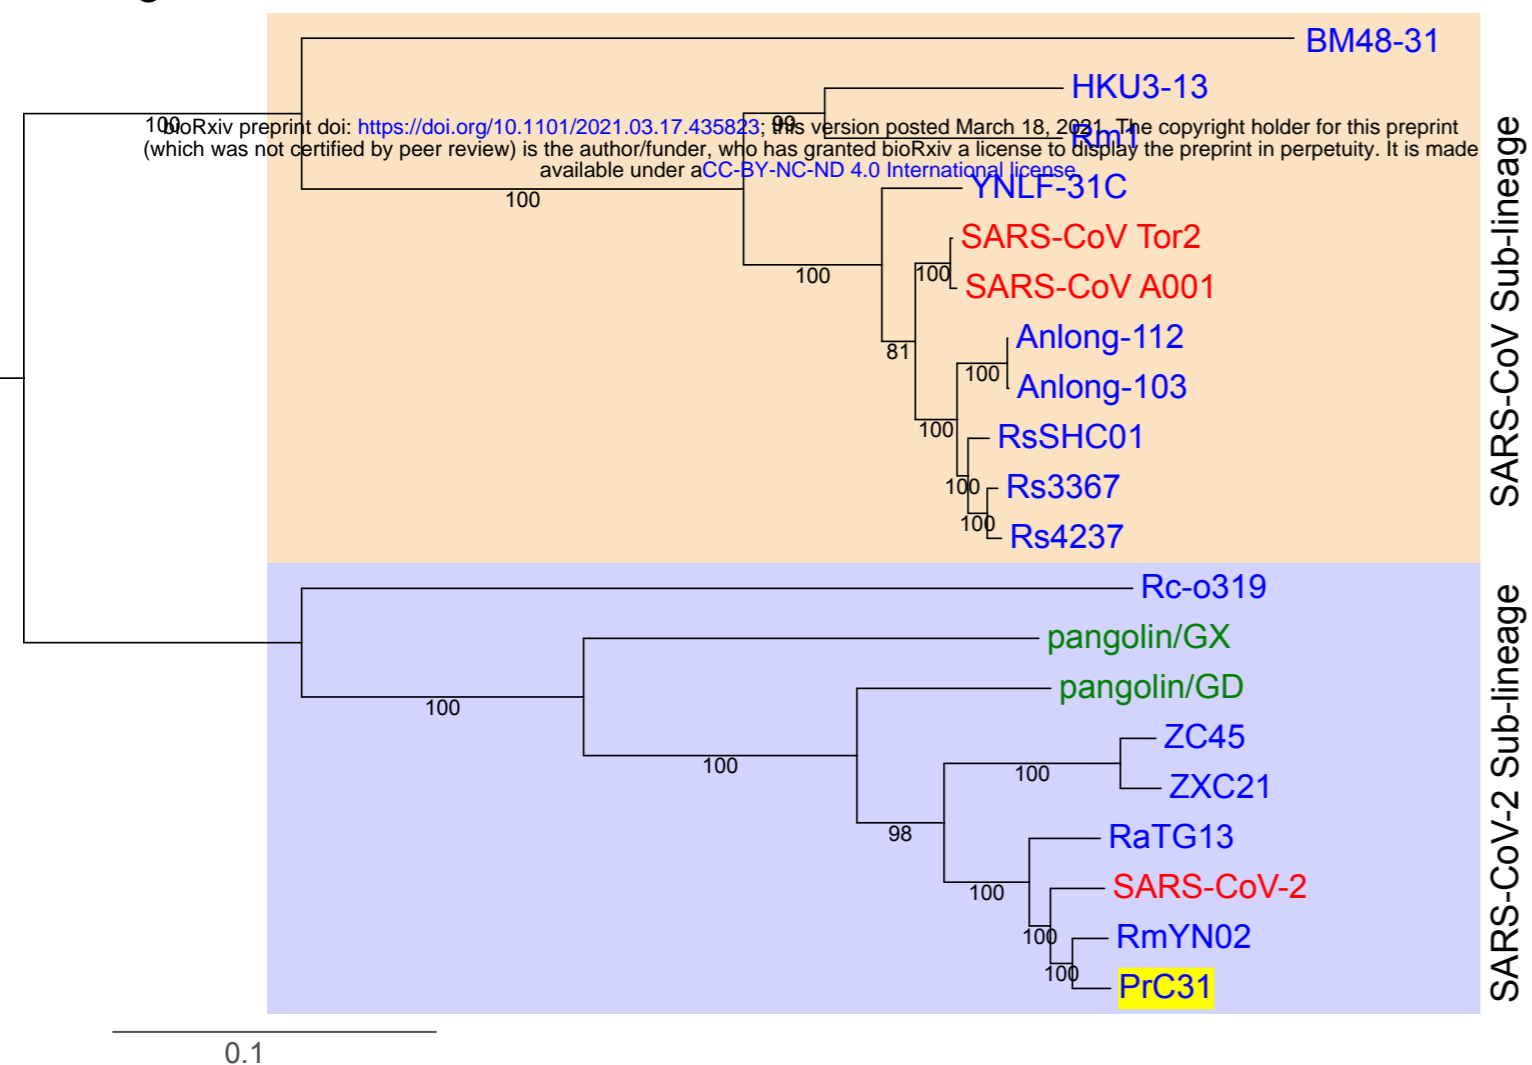 BM48-31
HKU3-13
100
99
bioRxiv preprint doi: https://doi.org/10.1101/2021.03.17.435823; this version posted March 18, 2021. The copyright holder for this preprint
Rm1
(which was not certified by peer review) is the author/funder, who has granted bioRxiv a license to display the preprint in perpetuity. It is made
available under aCC-BY-NC-ND 4.0 International license.
YNLF-31C
100
SARS-CoV Tor2
100
100
SARS-CoV A001
Anlong-112
81
100
Anlong-103
100
RsSHC01
100
Rs3367
100
Rs4237
SARS-CoV Sub-lineage
Rc-o319
pangolin/GX
pangolin/GD
100
ZC45
100
100
ZXC21
98
RaTG13
100
SARS-CoV-2
100
RmYN02
100
PrC31
SARS-CoV-2 Sub-lineage
0.1